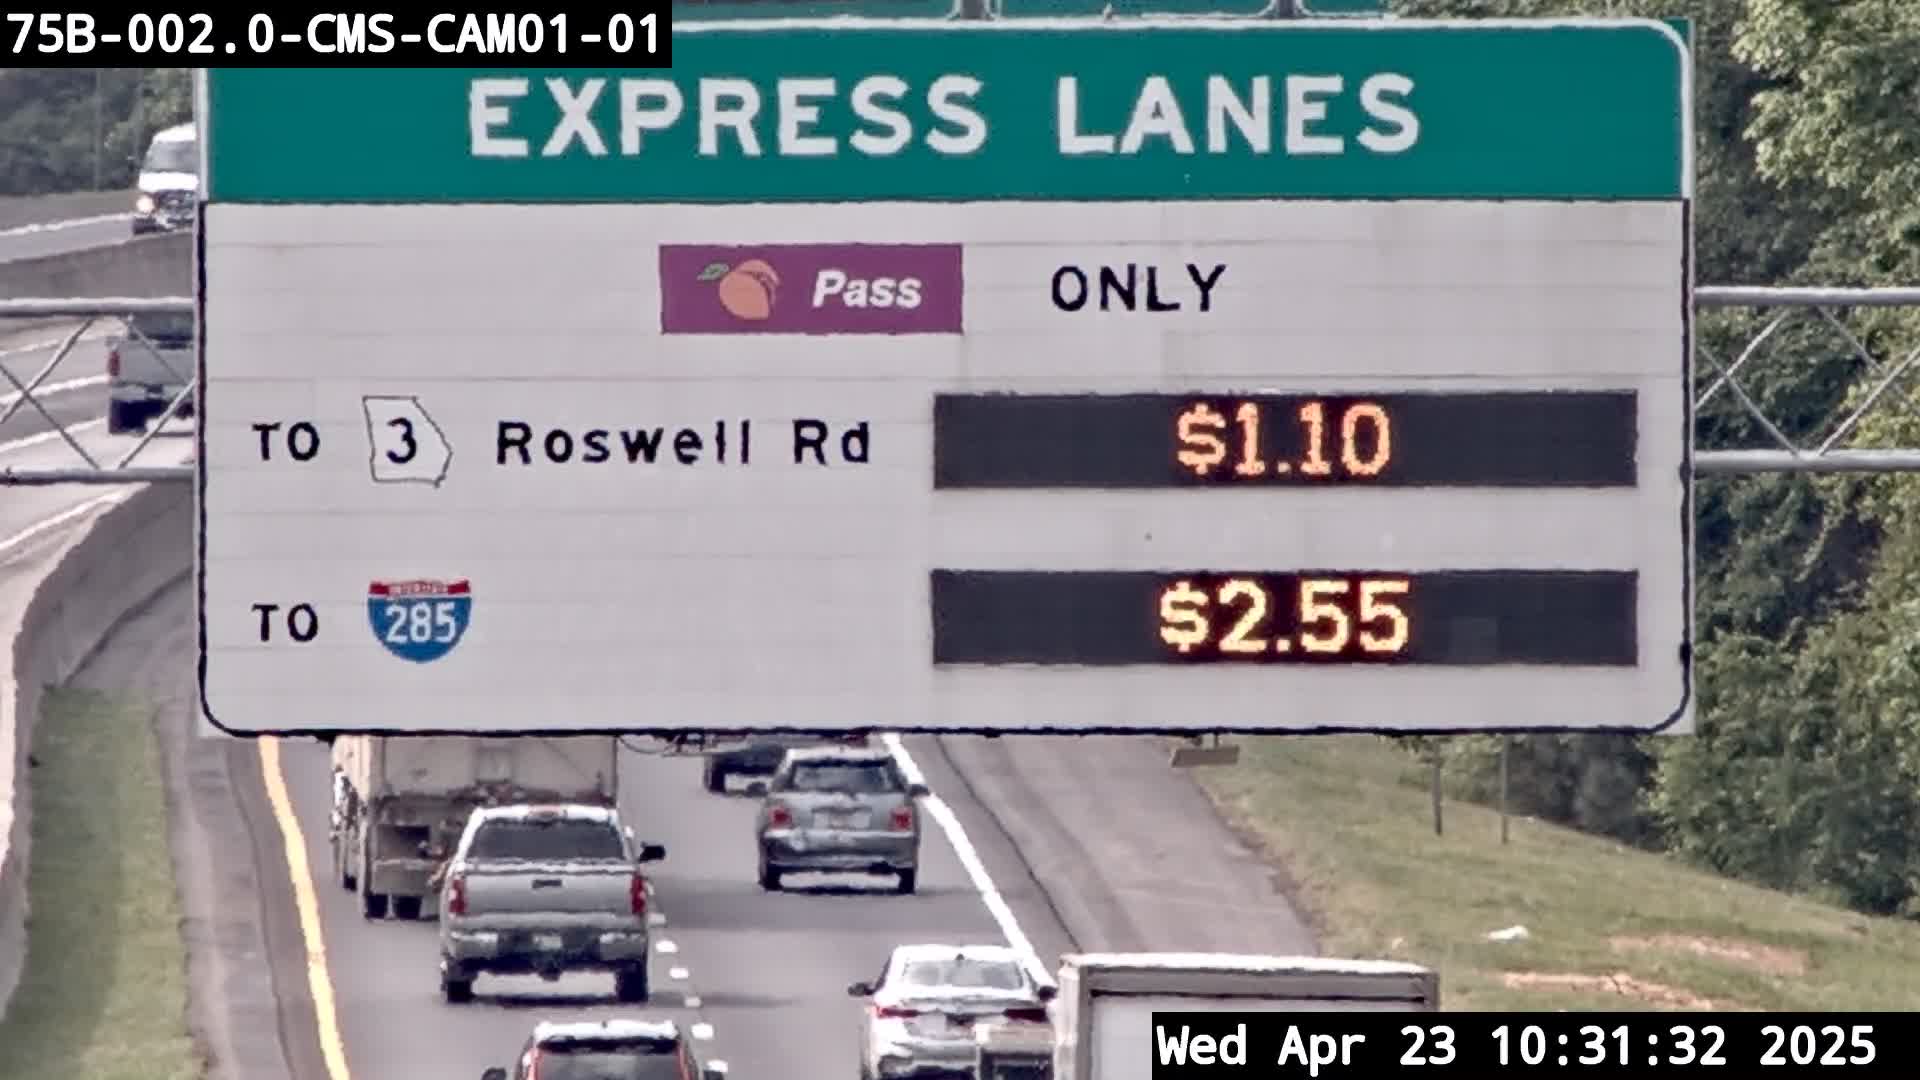 75B-002.0-CMS-CAM01-01
EXPRESS LANES
Pass ONLY
TO 3 Roswell Rd $1.10
TO INTERSTATE 285 $2.55
Wed Apr 23 10:31:32 2025